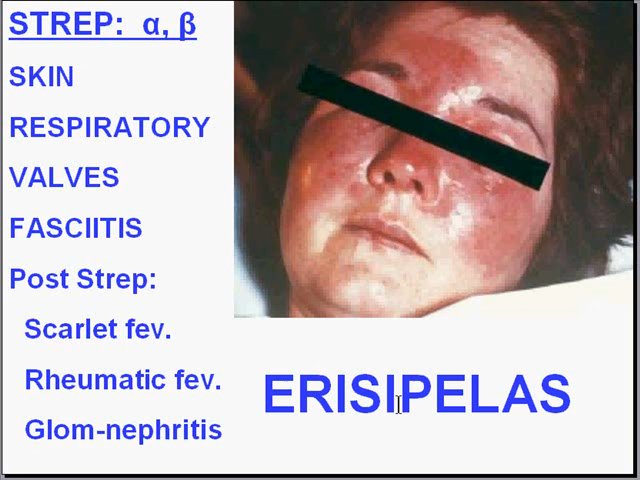 STREP: α, β
SKIN
RESPIRATORY
VALVES
FASCIITIS
Post Strep:
Scarlet fev.
Rheumatic fev.
Glom-nephritis
ERISIPELAS